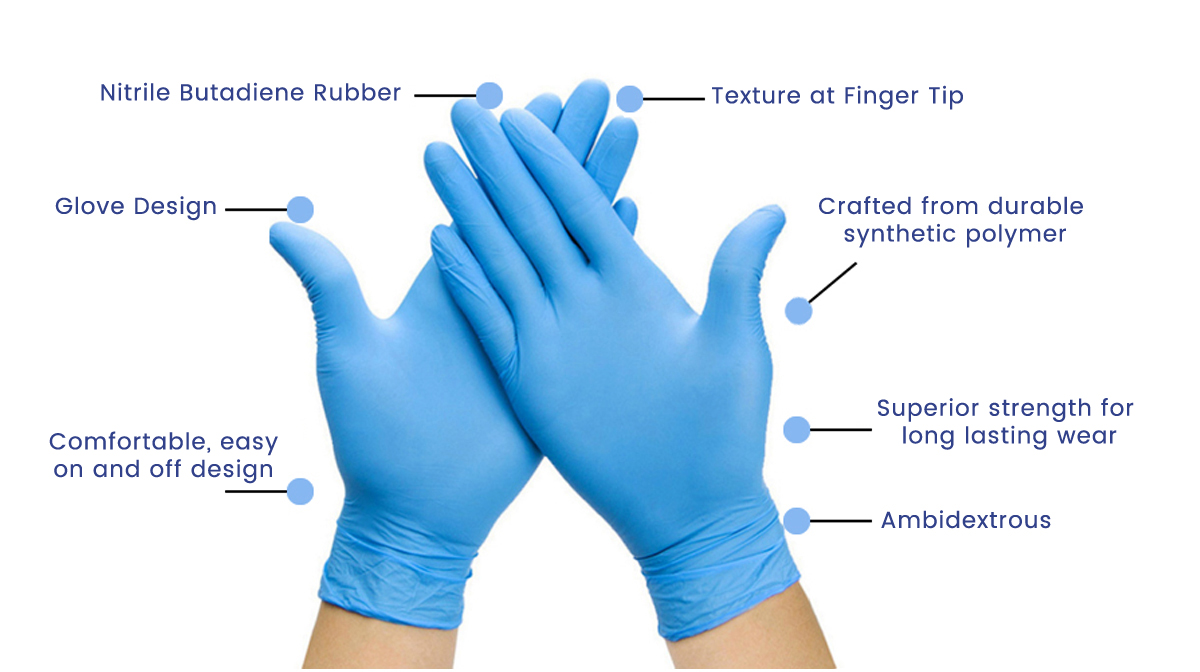 Nitrile Butadiene Rubber
Texture at Finger Tip
Glove Design
Crafted from durable
synthetic polymer
Superior strength for
long lasting wear
Comfortable, easy
on and off design
Ambidextrous